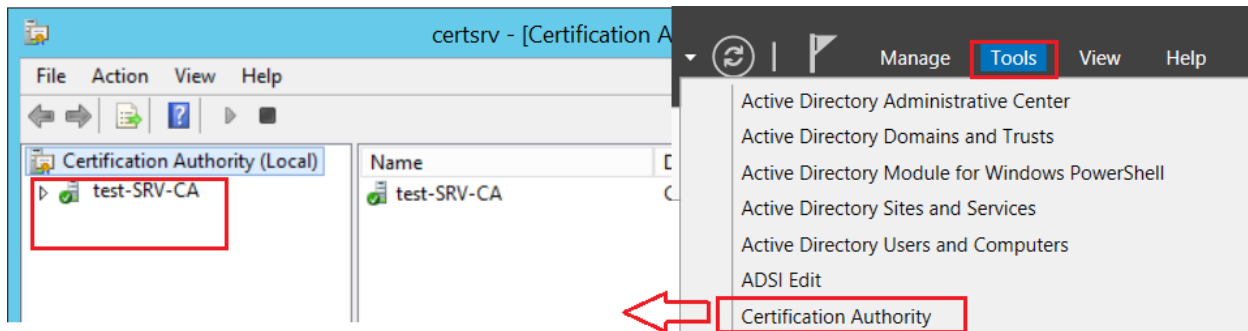 certsrv - [Certification A
File Action View Help
Certification Authority (Local)
test-SRV-CA
Name
test-SRV-CA
Manage Tools View Help
Active Directory Administrative Center
Active Directory Domains and Trusts
Active Directory Module for Windows PowerShell
Active Directory Sites and Services
Active Directory Users and Computers
ADSI Edit
Certification Authority